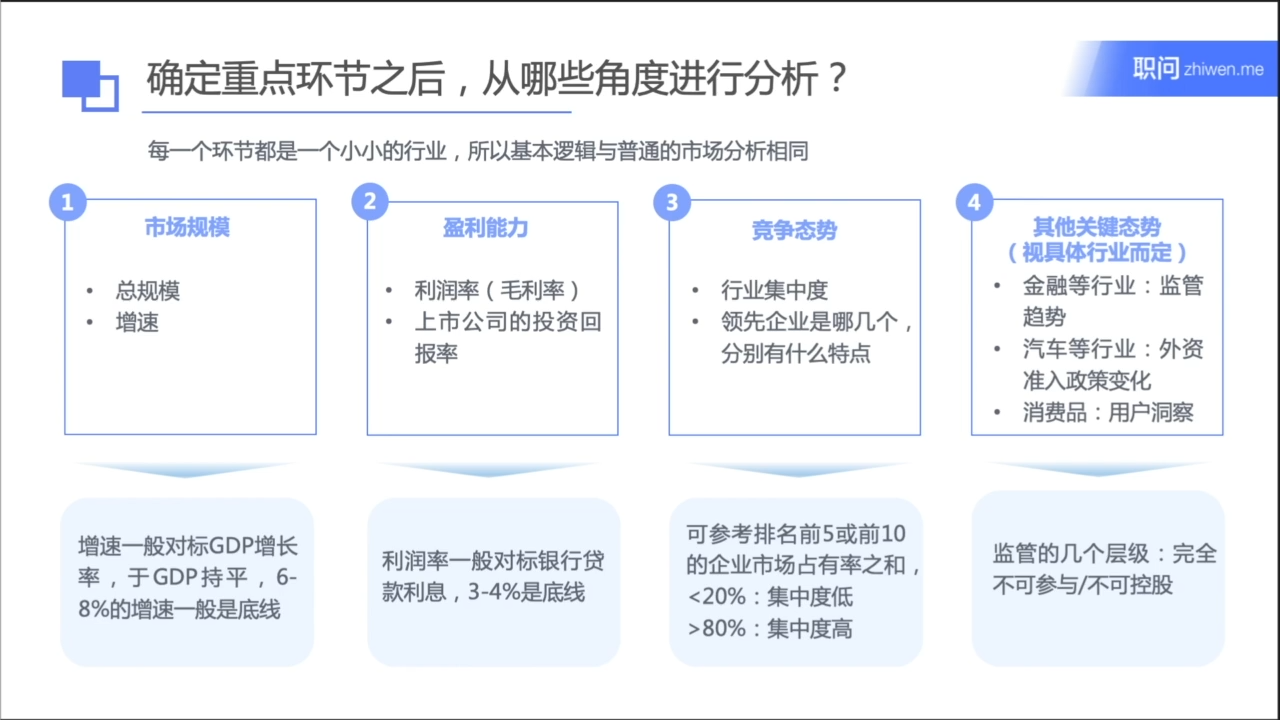 确定重点环节之后，从哪些角度进行分析？
职问 zhiwen.me
每一个环节都是一个小小的行业，所以基本逻辑与普通的市场分析相同
1
市场规模
• 总规模
• 增速
增速一般对标GDP增长
率，于GDP持平，6-
8%的增速一般是底线
2
盈利能力
• 利润率（毛利率）
• 上市公司的投资回
报率
利润率一般对标银行贷
款利息，3-4%是底线
3
竞争态势
• 行业集中度
• 领先企业是哪几个，
分别有什么特点
可参考排名前5或前10
的企业市场占有率之和，
<20%：集中度低
>80%：集中度高
4
其他关键态势
（视具体行业而定）
• 金融等行业：监管
趋势
• 汽车等行业：外资
准入政策变化
• 消费品：用户洞察
监管的几个层级：完全
不可参与/不可控股